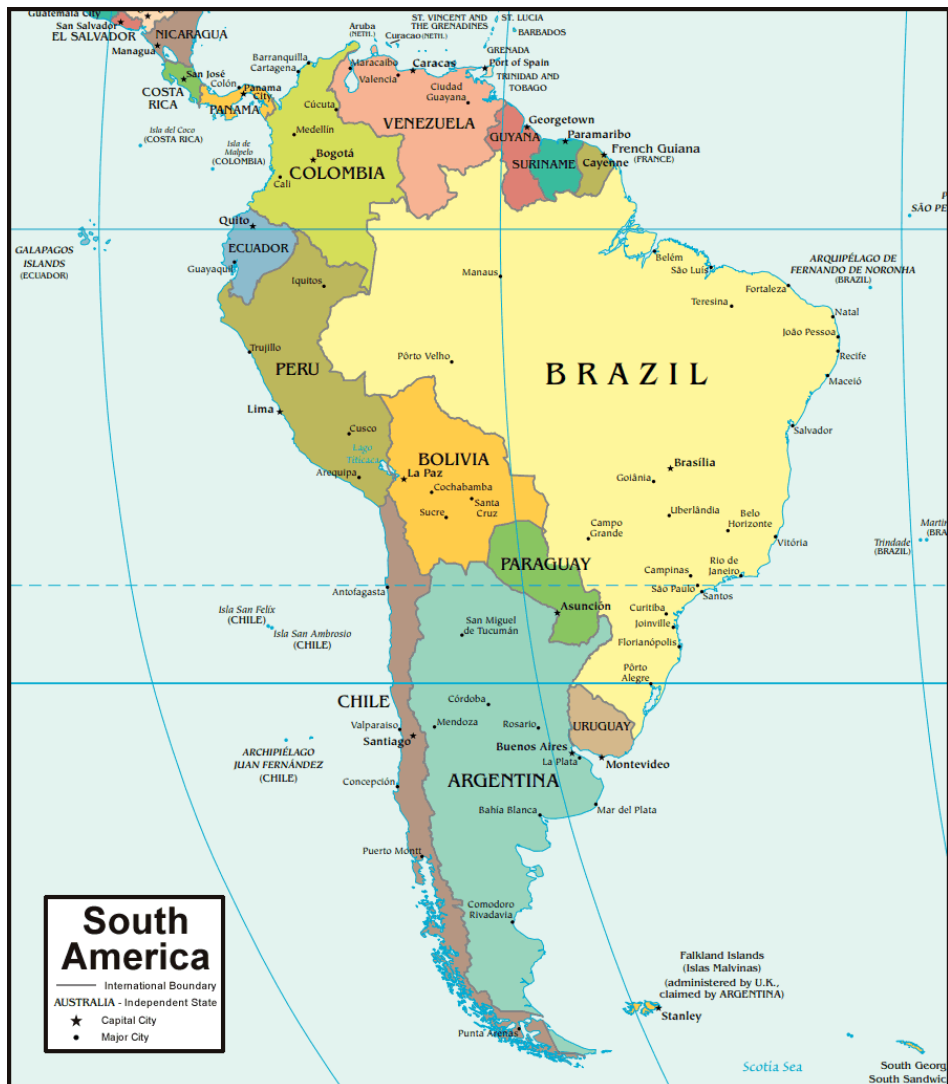 Guatemala City
San Salvador
EL SALVADOR
NICARAGUA
Managua
San José
COSTA
RICA
Colón
Panama
City
PANAMA
Isla del Coco
(COSTA RICA)
Isla de
Malpelo
(COLOMBIA)
Aruba
(NETH.)
Curacao (NETH.)
ST. VINCENT AND
THE GRENADINES
ST. LUCIA
BARBADOS
GRENADA
Port of Spain
TRINIDAD AND
TOBAGO
Barranquilla
Cartagena
Maracaibo
Valencia
Caracas
Ciudad
Guayana
VENEZUELA
Cúcuta
Medellín
Bogotá
COLOMBIA
Cali
Georgetown
GUYANA
Paramaribo
SURINAME
French Guiana
(FRANCE)
Cayenne
Quito
ECUADOR
Guayaquil
GALAPAGOS
ISLANDS
(ECUADOR)
Iquitos
Trujillo
PERU
Lima
Cusco
Lago
Titicaca
Arequipa
Manaus
Belém
São Luís
Teresina
Fortaleza
SÃO PE
ARQUIPÉLAGO DE
FERNANDO DE NORONHA
(BRAZIL)
Natal
João Pessoa
Recife
Maceió
Pôrto Velho
BRAZIL
Salvador
Brasília
Goiânia
Uberlândia
Belo
Horizonte
Campo
Grande
Vitória
Trindade
(BRAZIL)
Martin
(BRA
Campinas
Rio de
Janeiro
São Paulo
Santos
Curitiba
Joinville
Florianópolis
Pôrto
Alegre
BOLIVIA
La Paz
Cochabamba
Santa
Cruz
Sucre
PARAGUAY
Asunción
Antofagasta
Isla San Felix
(CHILE)
Isla San Ambrosio
(CHILE)
San Miguel
de Tucumán
CHILE
Córdoba
Valparaiso
Mendoza
Santiago
Rosario
URUGUAY
Buenos Aires
La Plata
Montevideo
ARCHIPIÉLAGO
JUAN FERNÁNDEZ
(CHILE)
Concepción
ARGENTINA
Bahía Blanca
Mar del Plata
Puerto Montt
Comodoro
Rivadavia
Punta Arenas
Falkland Islands
(Islas Malvinas)
(administered by U.K.,
claimed by ARGENTINA)
Stanley
Scotia Sea
South Georg
South Sandwic
South
America
International Boundary
AUSTRALIA - Independent State
Capital City
Major City